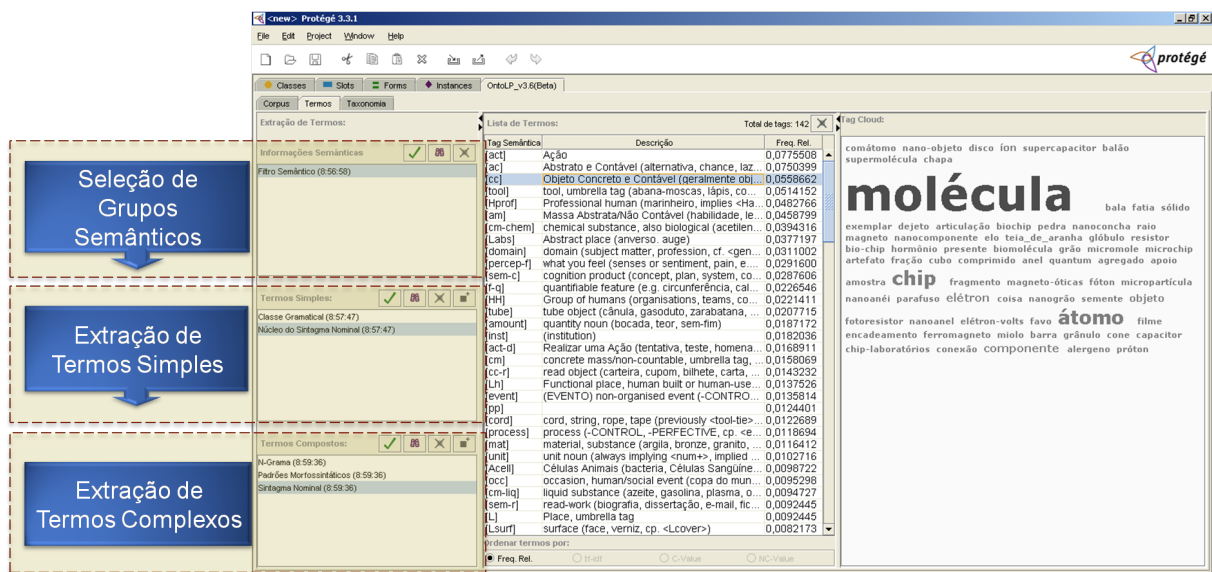 <new> Protégé 3.3.1
File Edit Project Window Help
protégé
Classes Slots Forms Instances OntoLP_v3.6(Beta)
Corpus Termos Taxonomia
Extração de Termos:
Seleção de
Grupos
Semânticos
Informações Semânticas
Filtro Semântico (8:56:58)
Extração de
Termos Simples
Termos Simples:
Classe Gramatical (8:57:47)
Núcleo do Sintagma Nominal (8:57:47)
Extração de
Termos Complexos
Termos Compostos:
N-Grama (8:59:36)
Padrões Morfossintáticos (8:59:36)
Sintagma Nominal (8:59:36)
Lista de Termos: Total de tags: 142
Tag Semântica Descrição Freq. Rel.
[act] Ação 0,0775508
[ac] Abstrato e Contável (alternativa, chance, laz... 0,0750399
[cc] Objeto Concreto e Contável (geralmente obj... 0,0558662
[tool] tool, umbrella tag (abana-moscas, lápis, co... 0,0514152
[Hprof] Professional human (marinheiro, implies <Ha... 0,0482766
[am] Massa Abstrata/Não Contável (habilidade, le... 0,0458799
[cm-chem] chemical substance, also biological (acetilen... 0,0394316
[Labs] Abstract place (anverso. auge) 0,0377197
[domain] domain (subject matter, profession, cf. <gen... 0,0311002
[percep-f] what you feel (senses or sentiment, pain, e... 0,0291600
[sem-c] cognition product (concept, plan, system, co... 0,0287606
[f-q] quantifiable feature (e.g. circunferência, cal... 0,0226546
[HH] Group of humans (organisations, teams, co... 0,0221411
[tube] tube object (cânula, gasoduto, zarabatana, ... 0,0207715
[amount] quantity noun (bocada, teor, sem-fim) 0,0187172
[inst] (institution) 0,0182036
[act-d] Realizar uma Ação (tentativa, teste, homena... 0,0168911
[cm] concrete mass/non-countable, umbrella tag, ... 0,0158069
[cc-r] read object (carteira, cupom, bilhete, carta, ... 0,0143232
[Lh] Functional place, human built or human-use... 0,0137526
[event] (EVENTO) non-organised event (-CONTRO... 0,0135814
[pp] 0,0124401
[cord] cord, string, rope, tape (previously <tool-tie>... 0,0122689
[process] process (-CONTROL, -PERFECTIVE, cp. <e... 0,0118694
[mat] material, substance (argila, bronze, granito, ... 0,0116412
[unit] unit noun (always implying <num+>, implied ... 0,0102716
[Acell] Células Animais (bacteria, Células Sangüíne... 0,0098722
[occ] occasion, human/social event (copa do mun... 0,0095298
[cm-liq] liquid substance (azeite, gasolina, plasma, o... 0,0094727
[sem-r] read-work (biografia, dissertação, e-mail, fic... 0,0092445
[L] Place, umbrella tag 0,0092445
[Lsurf] surface (face, verniz, cp. <Lcover>) 0,0082173
Ordenar termos por:
Freq. Rel. tf-idf C-Value NC-Value
Tag Cloud:
comátomo nano-objeto disco íon supercapacitor balão
supermolécula chapa
molécula bala fatia sólido
exemplar dejeto articulação biochip pedra nanoconcha raio
magneto nanocomponente elo teia_de_aranha glóbulo resistor
bio-chip hormônio presente biomolécula grão micromole microchip
artefato fração cubo comprimido anel quantum agregado apoio
amostra chip fragmento magneto-óticas fóton micropartícula
nanoanéi parafuso elétron coisa nanogrão semente objeto
fotoresistor nanoanel elétron-volts favo átomo filme
encadeamento ferromagneto miolo barra grânulo cone capacitor
chip-laboratórios conexão componente alergeno próton